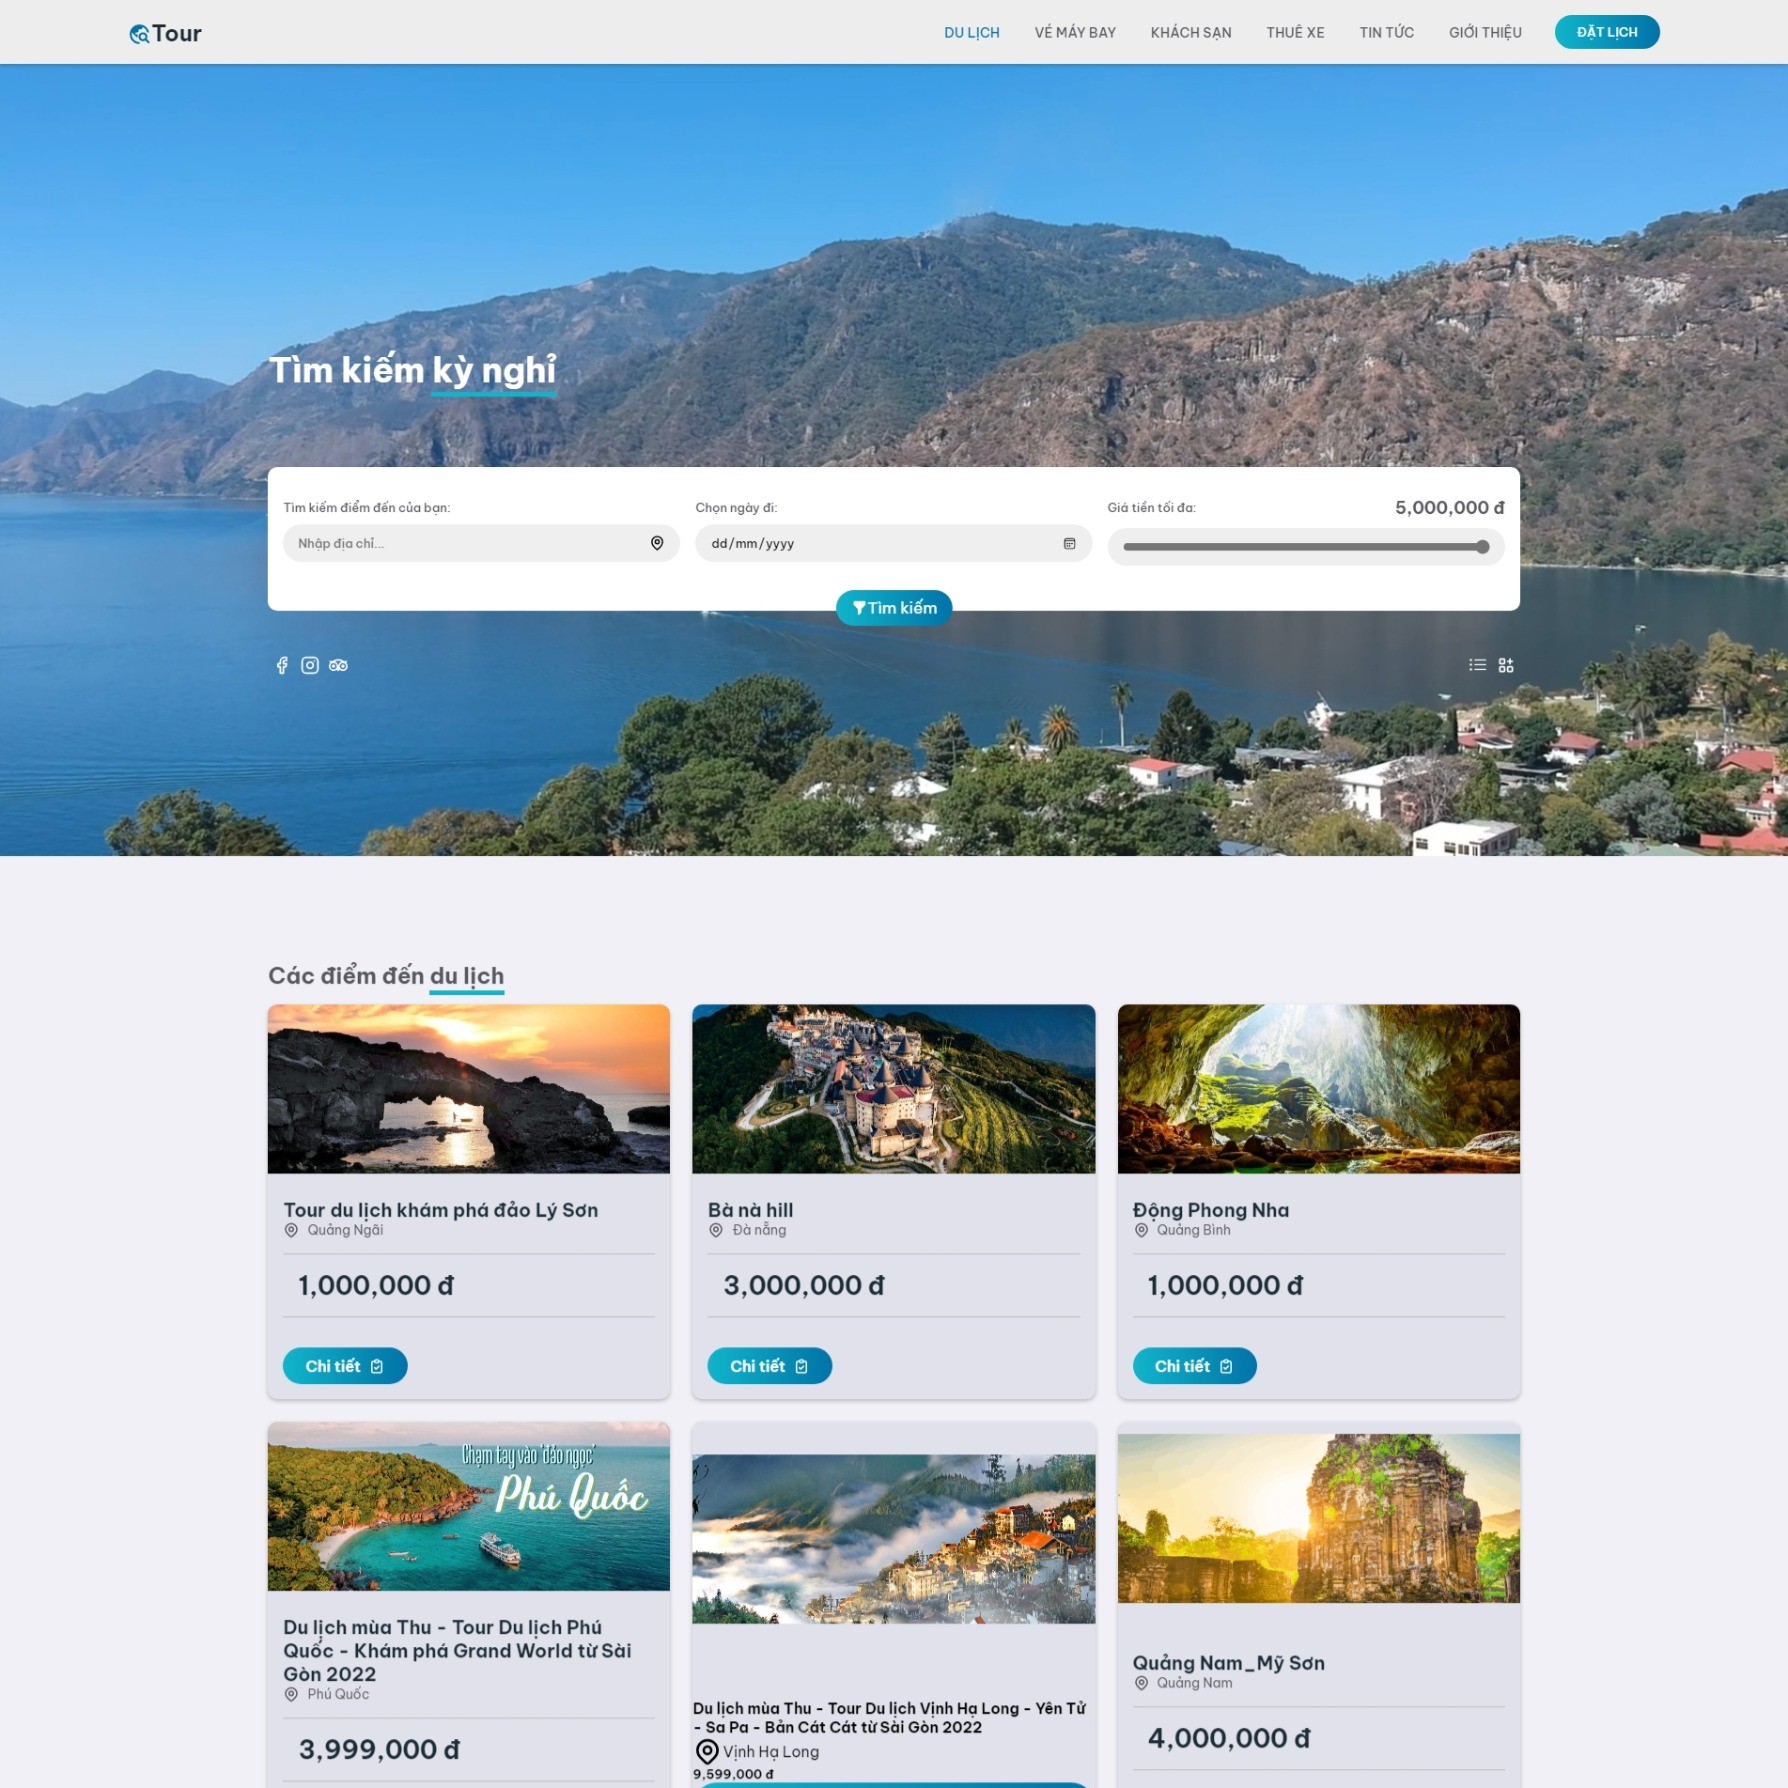 Tour
DU LỊCH
VÉ MÁY BAY
KHÁCH SẠN
THUÊ XE
TIN TỨC
GIỚI THIỆU
ĐẶT LỊCH
Tìm kiếm kỳ nghỉ
Tìm kiếm điểm đến của bạn:
Nhập địa chỉ...
Chọn ngày đi:
dd/mm/yyyy
Giá tiền tối đa:
5,000,000 đ
Tìm kiếm
Các điểm đến du lịch
Tour du lịch khám phá đảo Lý Sơn
Quảng Ngãi
1,000,000 đ
Chi tiết
Bà nà hill
Đà nẵng
3,000,000 đ
Chi tiết
Động Phong Nha
Quảng Bình
1,000,000 đ
Chi tiết
Chạm tay vào "đảo ngọc"
Phú Quốc
Du lịch mùa Thu - Tour Du lịch Phú
Quốc - Khám phá Grand World từ Sài
Gòn 2022
Phú Quốc
3,999,000 đ
Du lịch mùa Thu - Tour Du lịch Vịnh Hạ Long - Yên Tử
- Sa Pa - Bản Cát Cát từ Sài Gòn 2022
Vịnh Hạ Long
9,599,000 đ
Quảng Nam_Mỹ Sơn
Quảng Nam
4,000,000 đ